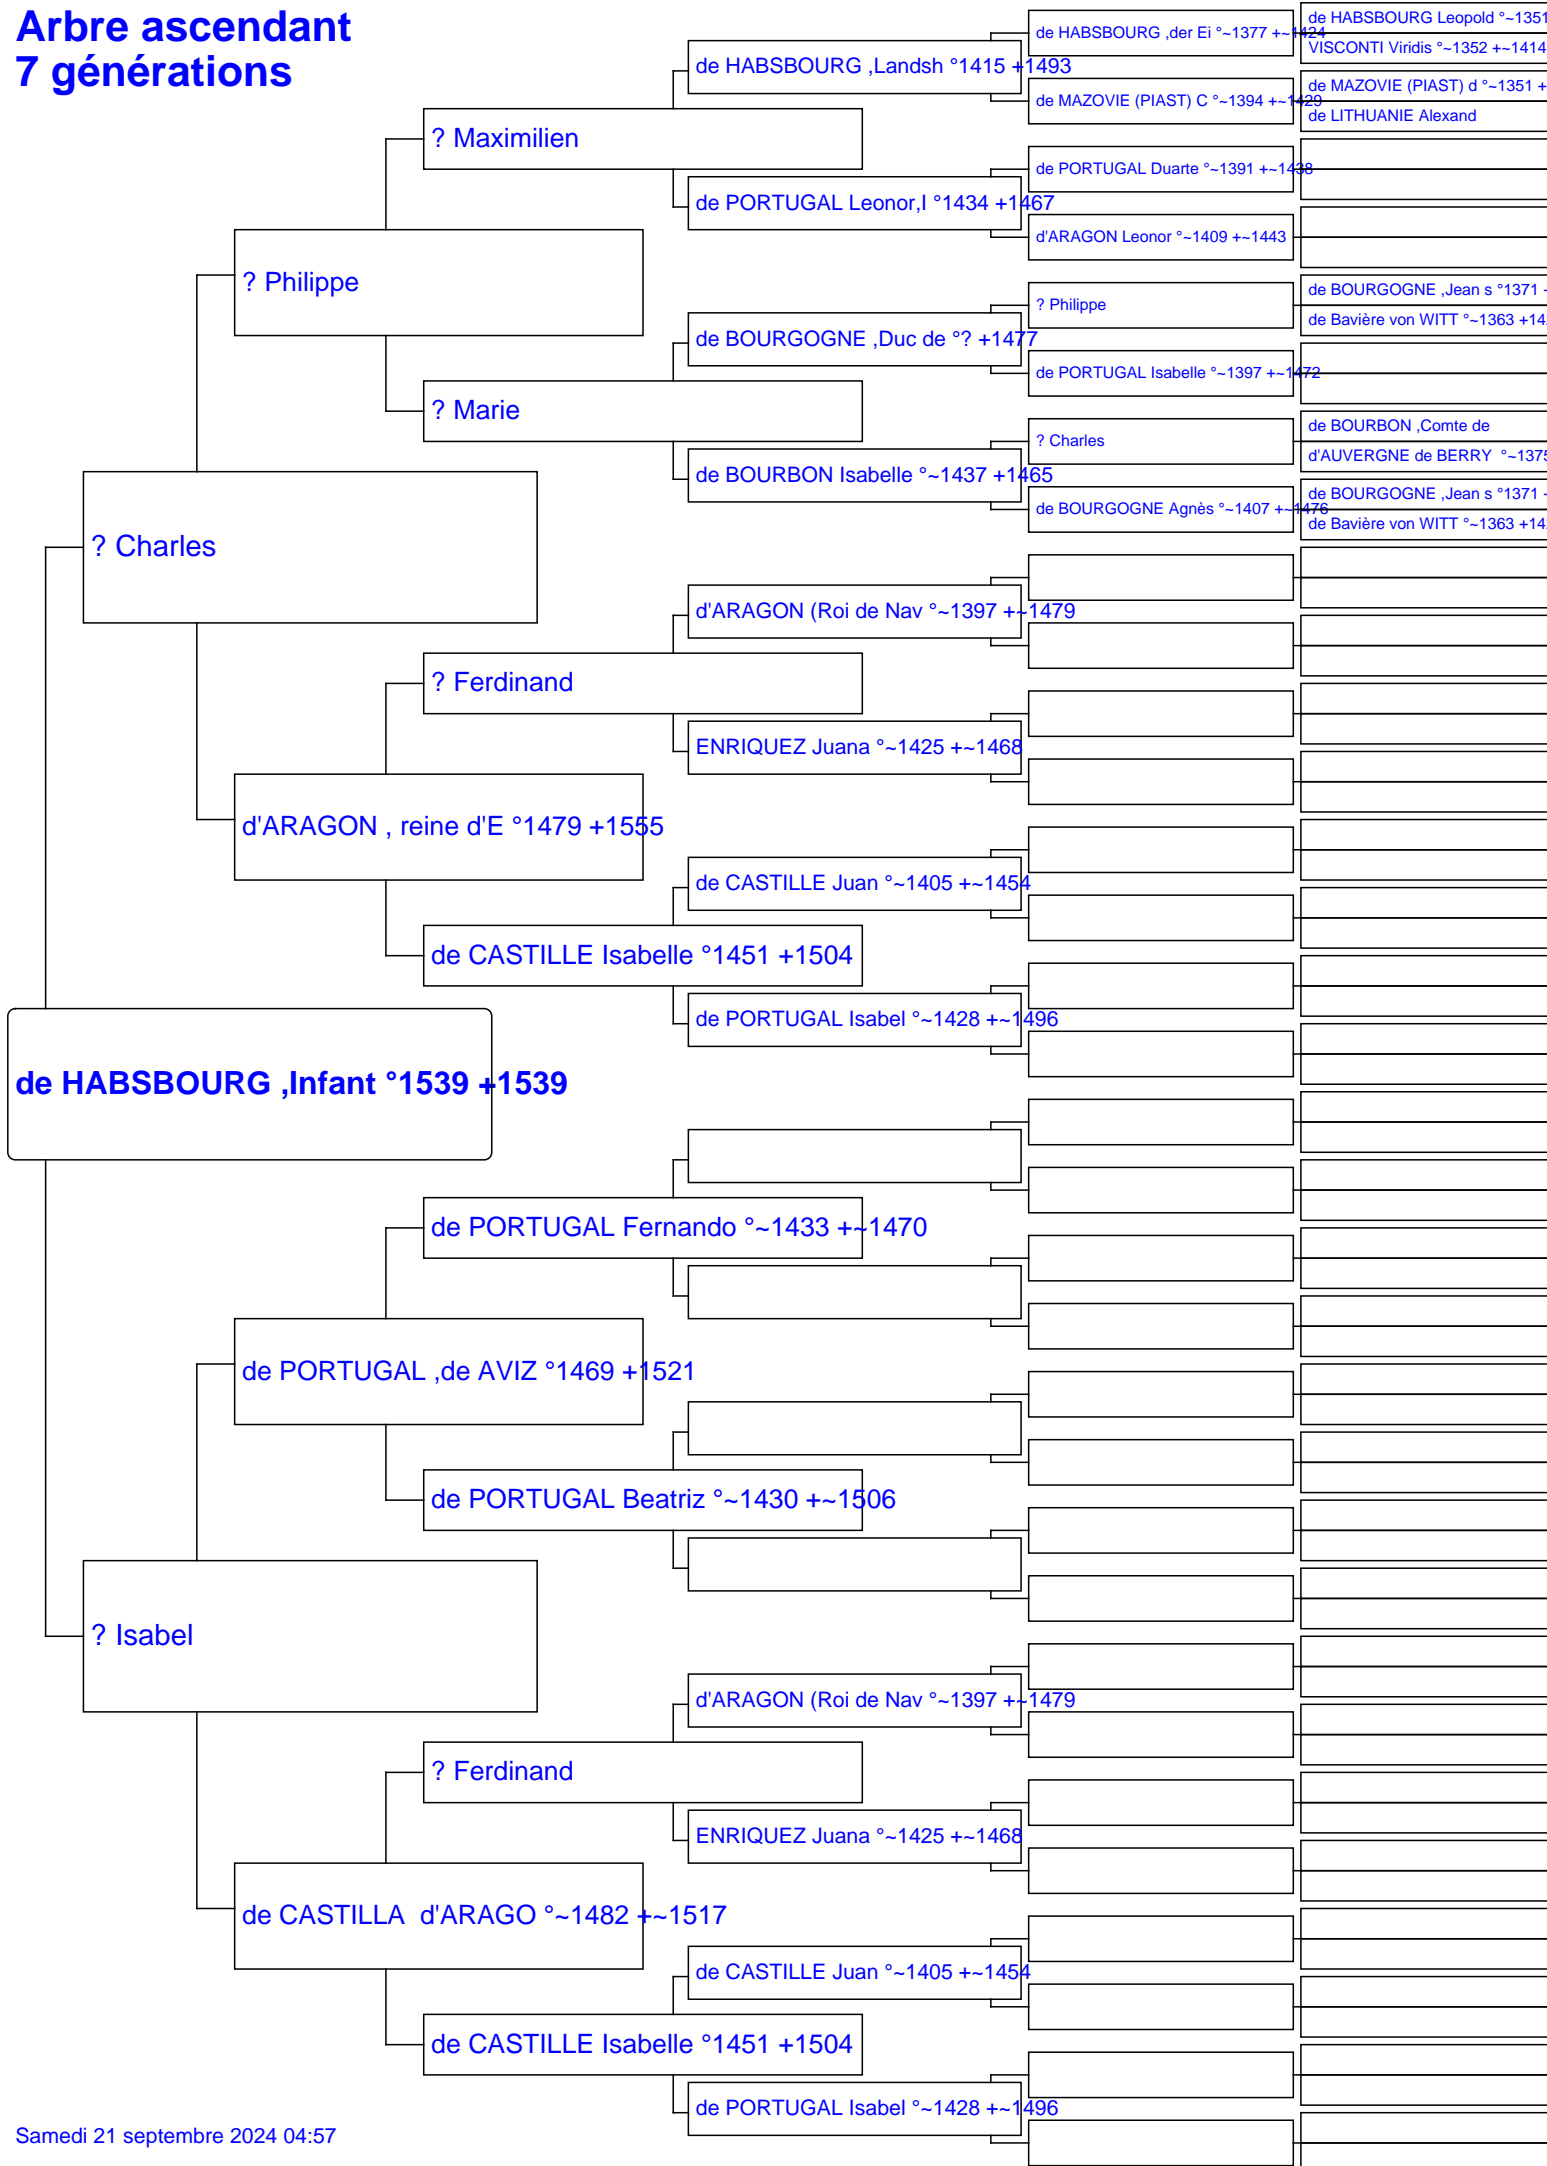 Arbre ascendant
7 générations
de HABSBOURG ,Infant °1539 +1539
? Charles
? Isabel
? Philippe
d'ARAGON , reine d'E °1479 +1555
de PORTUGAL ,de AVIZ °1469 +1521
de CASTILLA  d'ARAGO °~1482 +~1517
? Maximilien
? Marie
? Ferdinand
de CASTILLE Isabelle °1451 +1504
de PORTUGAL Fernando °~1433 +~1470
de PORTUGAL Beatriz °~1430 +~1506
? Ferdinand
de CASTILLE Isabelle °1451 +1504
de HABSBOURG ,Landsh °1415 +1493
de PORTUGAL Leonor,I °1434 +1467
de BOURGOGNE ,Duc de °? +1477
de BOURBON Isabelle °~1437 +1465
d'ARAGON (Roi de Nav °~1397 +~1479
ENRIQUEZ Juana °~1425 +~1468
de CASTILLE Juan °~1405 +~1454
de PORTUGAL Isabel °~1428 +~1496
d'ARAGON (Roi de Nav °~1397 +~1479
ENRIQUEZ Juana °~1425 +~1468
de CASTILLE Juan °~1405 +~1454
de PORTUGAL Isabel °~1428 +~1496
de HABSBOURG ,der Ei °~1377 +~1424
de MAZOVIE (PIAST) C °~1394 +~1429
de PORTUGAL Duarte °~1391 +~1438
d'ARAGON Leonor °~1409 +~1443
? Philippe
de PORTUGAL Isabelle °~1397 +~1472
? Charles
de BOURGOGNE Agnès °~1407 +~1476
de HABSBOURG Leopold °~1351
VISCONTI Viridis °~1352 +~1414
de MAZOVIE (PIAST) d °~1351 +
de LITHUANIE Alexand
de BOURGOGNE ,Jean s °1371
de Bavière von WITT °~1363 +14
de BOURBON ,Comte de
d'AUVERGNE de BERRY  °~1375
de BOURGOGNE ,Jean s °1371
de Bavière von WITT °~1363 +14
Samedi 21 septembre 2024 04:57